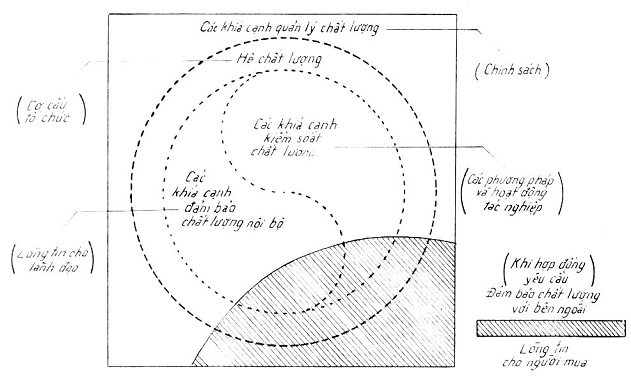 Các khía cạnh quản lý chất lượng
Hệ chất lượng
(Chính sách)
(Cơ cấu
tổ chức)
Các khía cạnh
kiểm soát
chất lượng
Các
khía cạnh
đảm bảo
chất lượng nội bộ
(Các phương pháp
và hoạt động
tác nghiệp)
(Lòng tin cho
lãnh đạo)
(Khi hợp đồng
yêu cầu)
Đảm bảo chất lượng
với bên ngoài
Lòng tin
cho người mua